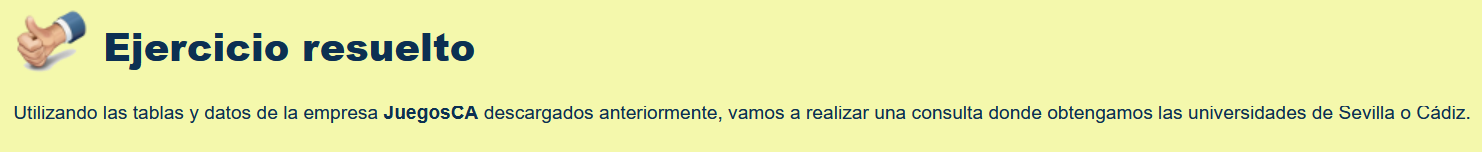 Ejercicio resuelto
Utilizando las tablas y datos de la empresa JuegosCA descargados anteriormente, vamos a realizar una consulta donde obtengamos las universidades de Sevilla o Cádiz.